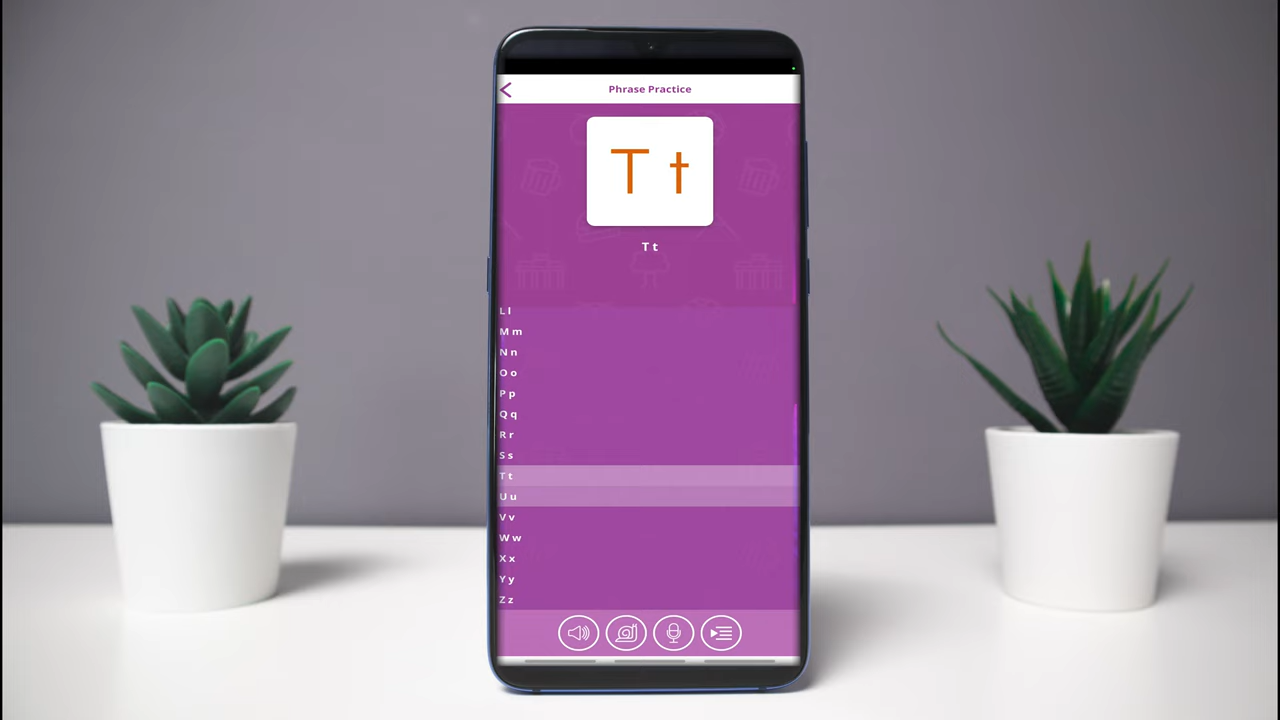 Phrase Practice
T t
T t
L l
M m
N n
O o
P p
Q q
R r
S s
T t
U u
V v
W w
X x
Y y
Z z